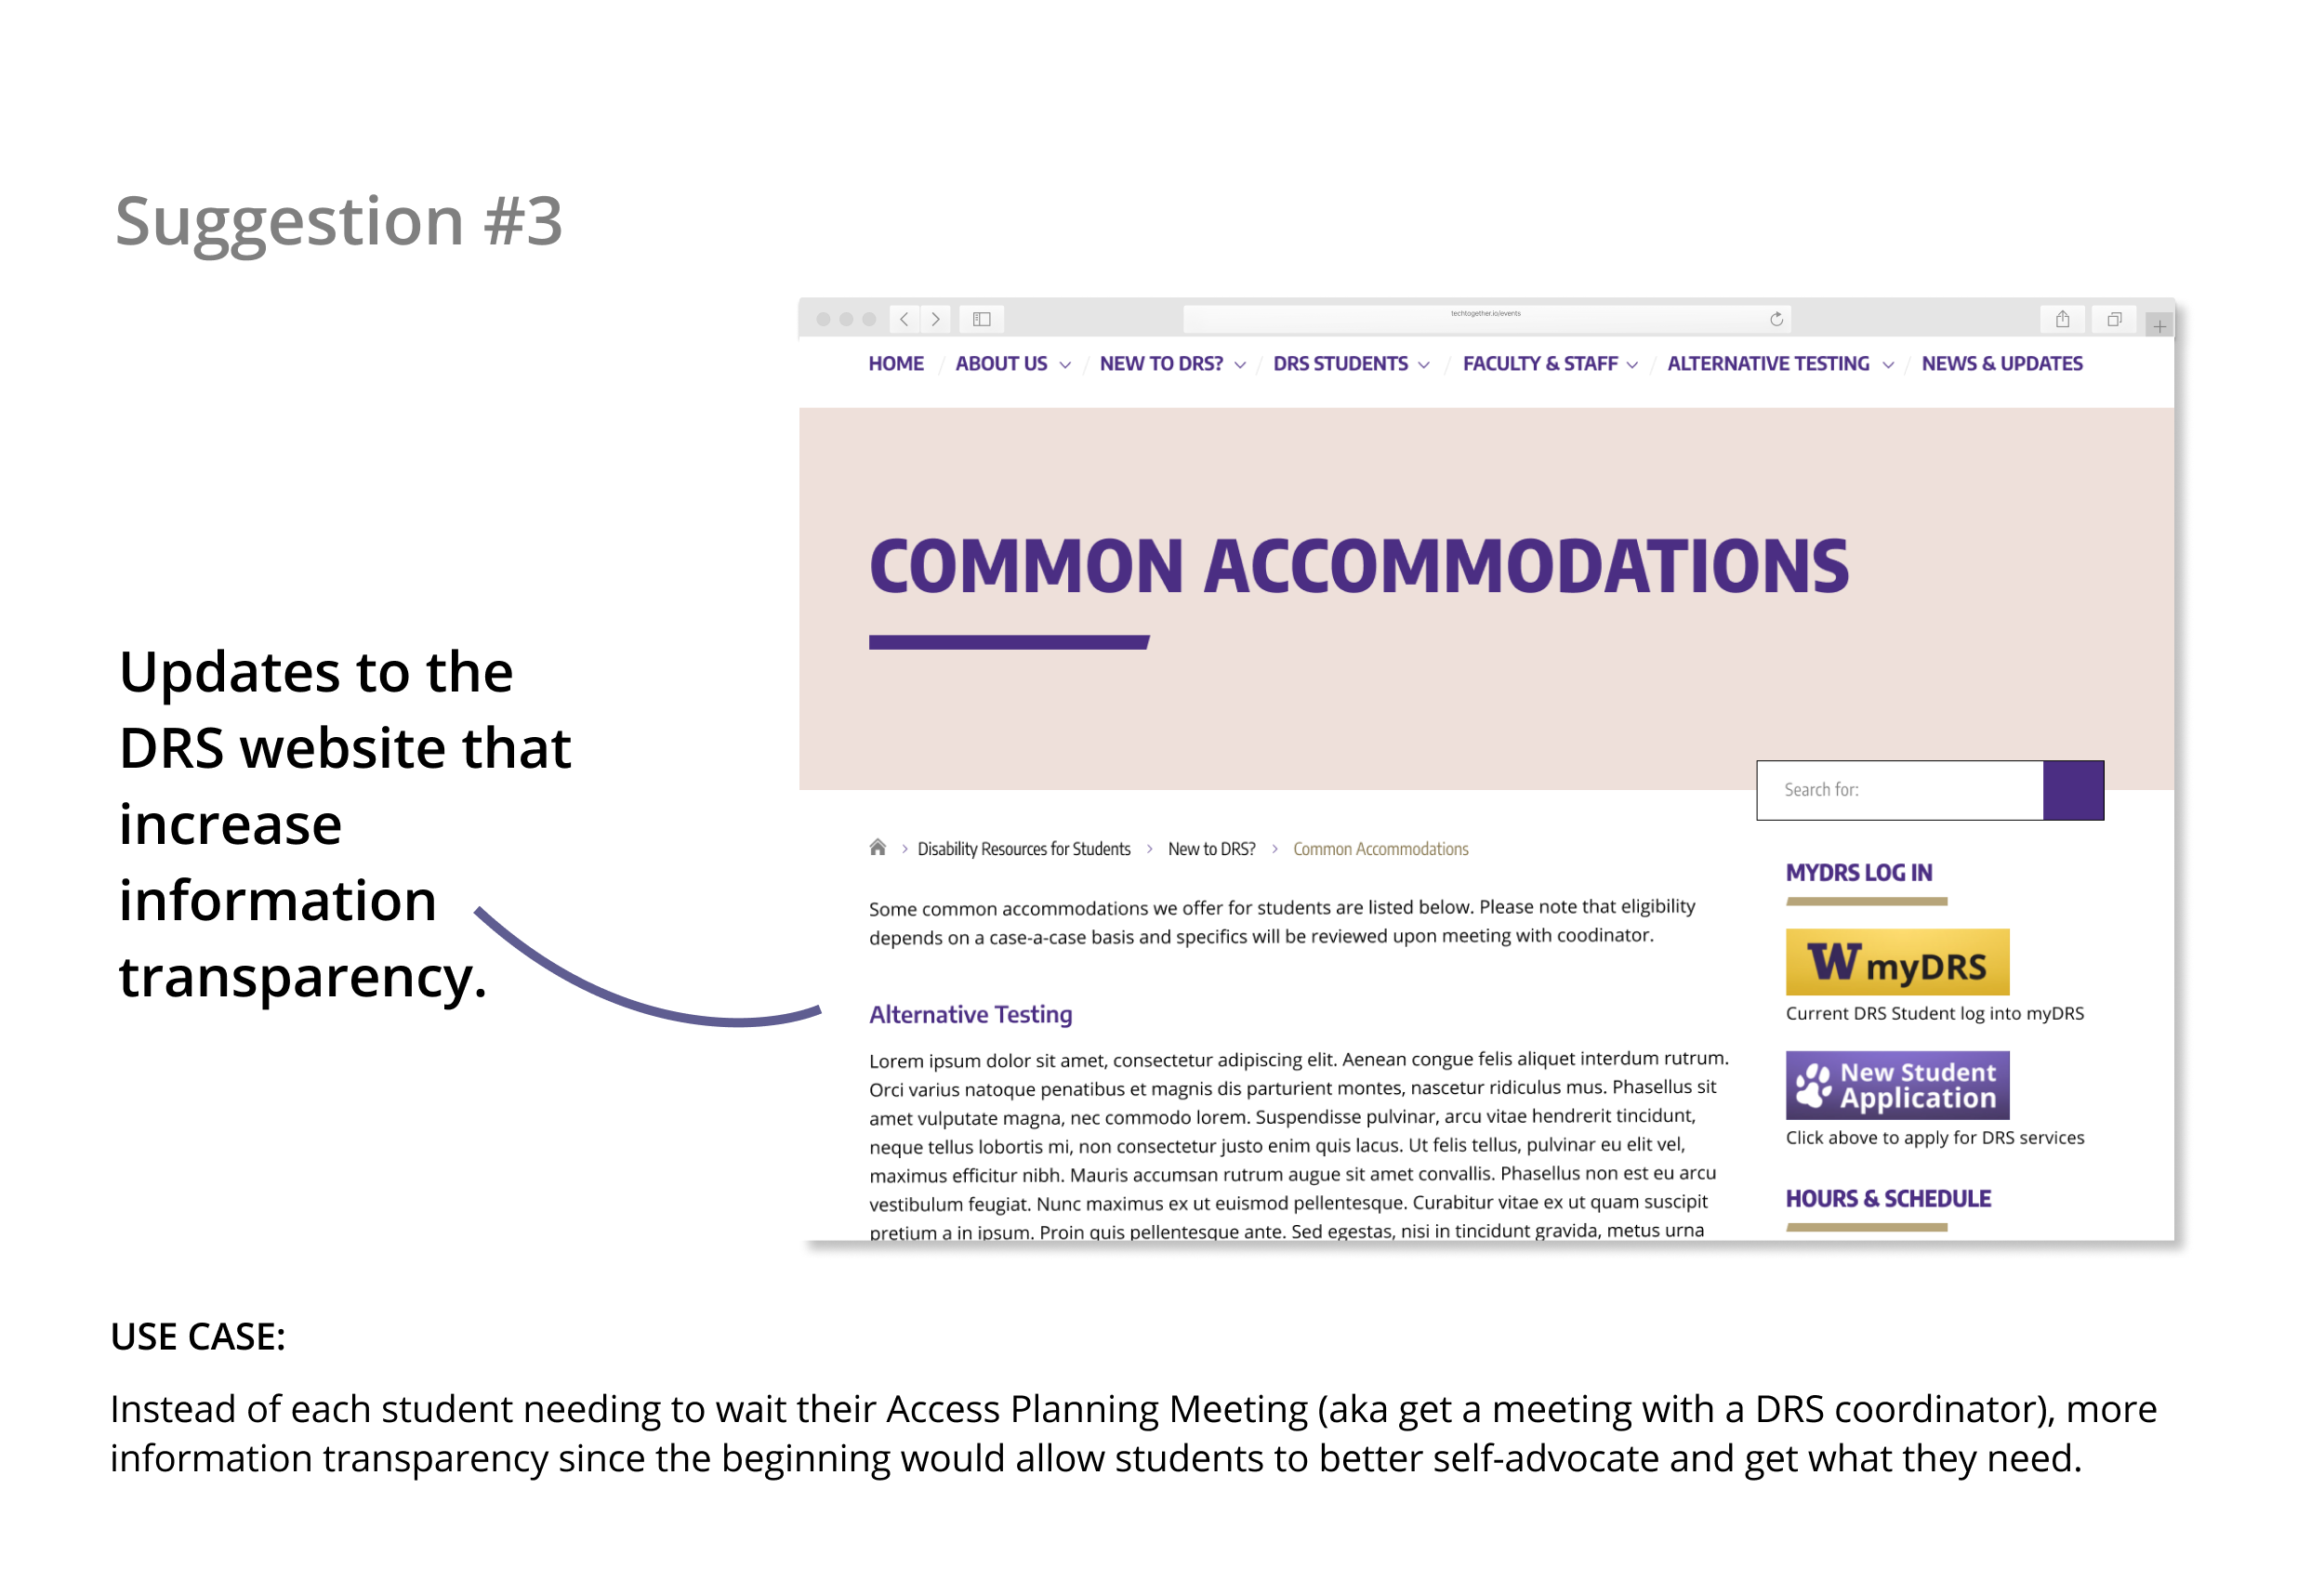 Suggestion #3
techtogether.io/events
HOME / ABOUT US / NEW TO DRS? / DRS STUDENTS / FACULTY & STAFF / ALTERNATIVE TESTING / NEWS & UPDATES
COMMON ACCOMMODATIONS
Updates to the
DRS website that
increase
information
transparency.
Search for:
> Disability Resources for Students > New to DRS? > Common Accommodations
Some common accommodations we offer for students are listed below. Please note that eligibility
depends on a case-a-case basis and specifics will be reviewed upon meeting with coodinator.
Alternative Testing
Lorem ipsum dolor sit amet, consectetur adipiscing elit. Aenean congue felis aliquet interdum rutrum.
Orci varius natoque penatibus et magnis dis parturient montes, nascetur ridiculus mus. Phasellus sit
amet vulputate magna, nec commodo lorem. Suspendisse pulvinar, arcu vitae hendrerit tincidunt,
neque tellus lobortis mi, non consectetur justo enim quis lacus. Ut felis tellus, pulvinar eu elit vel,
maximus efficitur nibh. Mauris accumsan rutrum augue sit amet convallis. Phasellus non est eu arcu
vestibulum feugiat. Nunc maximus ex ut euismod pellentesque. Curabitur vitae ex ut quam suscipit
pretium a in ipsum. Proin quis pellentesque ante. Sed egestas, nisi in tincidunt gravida, metus urna
MYDRS LOG IN
W myDRS
Current DRS Student log into myDRS
New Student
Application
Click above to apply for DRS services
HOURS & SCHEDULE
USE CASE:
Instead of each student needing to wait their Access Planning Meeting (aka get a meeting with a DRS coordinator), more
information transparency since the beginning would allow students to better self-advocate and get what they need.